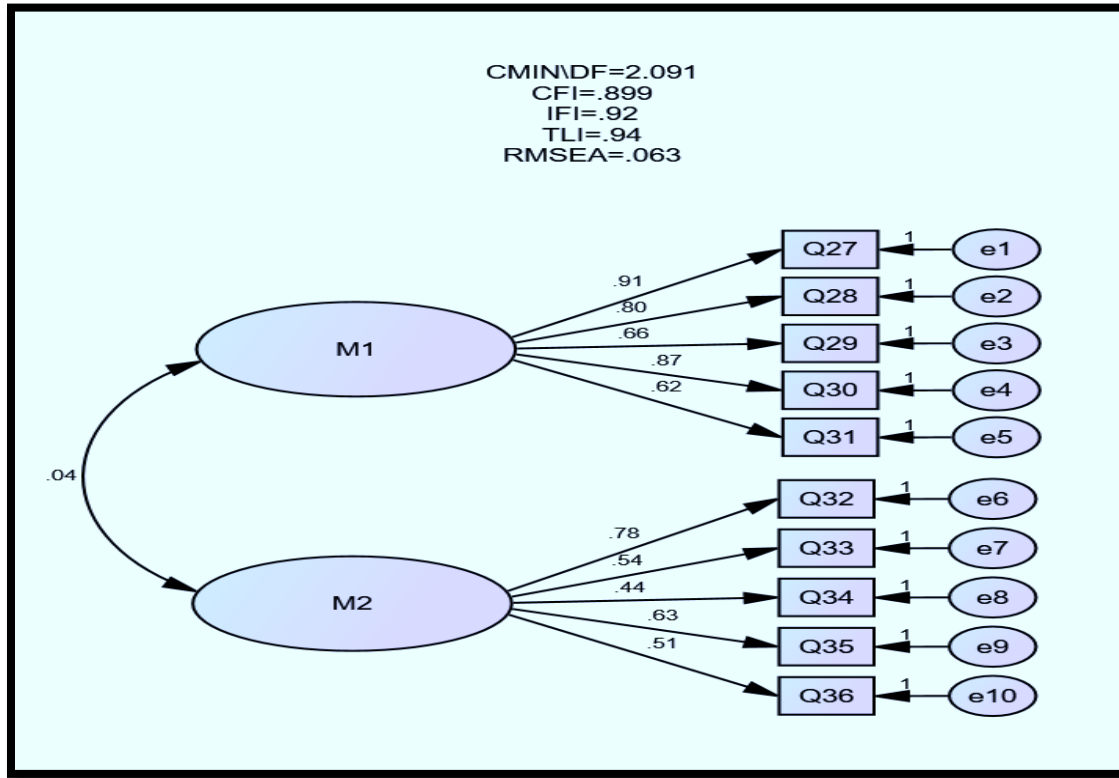 CMIN\DF=2.091
CFI=.899
IFI=.92
TLI=.94
RMSEA=.063
Q27
1
e1
.91
Q28
1
e2
.80
Q29
1
e3
.66
M1
Q30
1
e4
.87
Q31
1
e5
.62
.04
Q32
1
e6
.78
Q33
1
e7
.54
Q34
1
e8
.44
M2
Q35
1
e9
.63
Q36
1
e10
.51